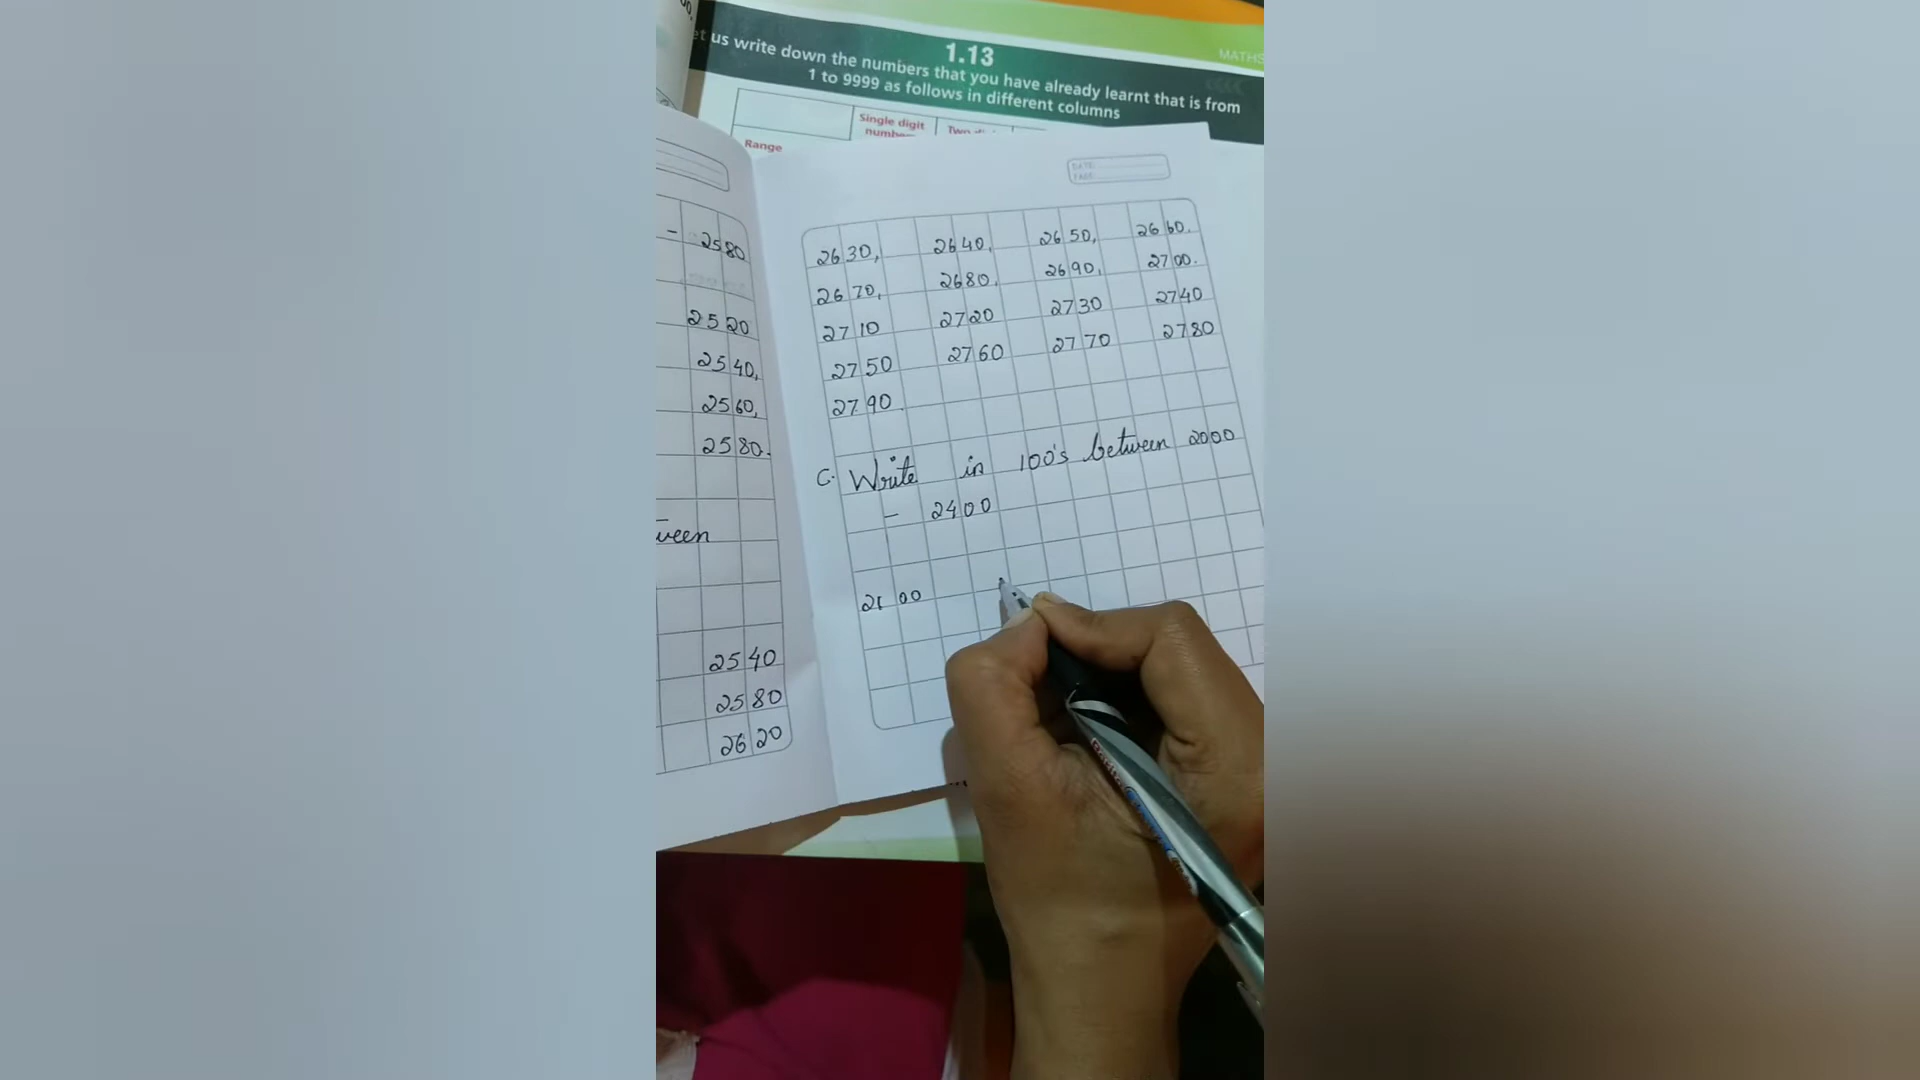 1.13
MATHS
us write down the numbers that you have already learnt that is from
1 to 9999 as follows in different columns
Single digit
Range
DATE:
PAGE:
- 2580
2520
2540,
2560,
2580.
ween
2540
2580
2620
2630, 2640, 2650, 2660.
2670, 2680, 2690, 2700.
2710 2720 2730 2740
2750 2760 2770 2780
2790.
C. Write in 100's between 2000
- 2400
2100